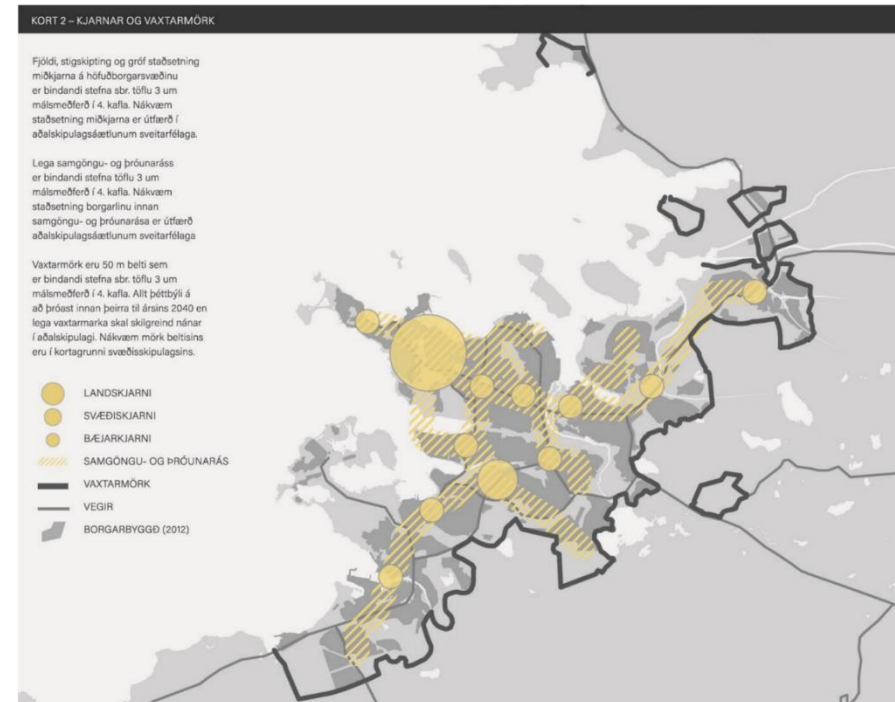 KORT 2 – KJARNAR OG VAXTARMÖRK
Fjöldi, stigskipting og gróf staðsetning
miðkjarna á höfuðborgarsvæðinu
er bindandi stefna sbr. töflu 3 um
málsmeðferð í 4. kafla. Nákvæm
staðsetning miðkjarna er útfærð í
aðalskipulagsáætlunum sveitarfélaga.
Lega samgöngu- og þróunaráss
er bindandi stefna töflu 3 um
málsmeðferð í 4. kafla. Nákvæm
staðsetning borgarlínu innan
samgöngu- og þróunarása er útfærð
aðalskipulagsáætlunum sveitarfélaga
Vaxtarmörk eru 50 m belti sem
er bindandi stefna sbr. töflu 3 um
málsmeðferð í 4. kafla. Allt þéttbýli á
að þróast innan þeirra til ársins 2040 en
lega vaxtarmarka skal skilgreind nánar
í aðalskipulagi. Nákvæm mörk beltisins
eru í kortagrunni svæðisskipulagsins.
LANDSKJARNI
SVÆÐISKJARNI
BÆJARKJARNI
SAMGÖNGU- OG ÞRÓUNARÁS
VAXTARMÖRK
VEGIR
BORGARBYGGÐ (2012)